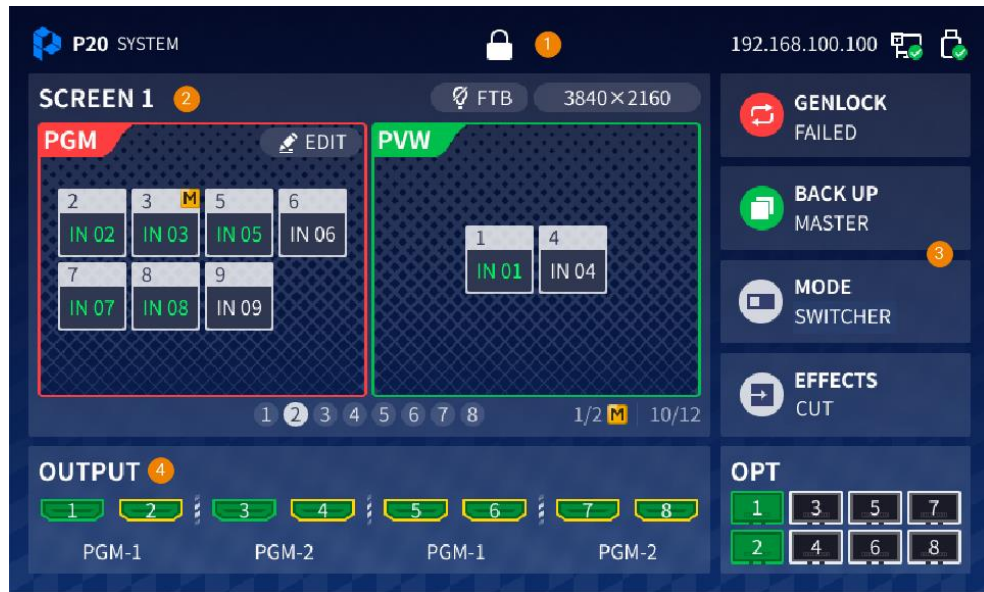 P20 SYSTEM
1
192.168.100.100
SCREEN 1 2
FTB
3840×2160
PGM
EDIT
PVW
2 3 M 5 6
IN 02 IN 03 IN 05 IN 06
7 8 9
IN 07 IN 08 IN 09
1 4
IN 01 IN 04
1 2 3 4 5 6 7 8
1/2 M 10/12
GENLOCK
FAILED
BACK UP
MASTER
3
MODE
SWITCHER
EFFECTS
CUT
OUTPUT 4
1 2 3 4 5 6 7 8
PGM-1 PGM-2 PGM-1 PGM-2
OPT
1 3 5 7
2 4 6 8